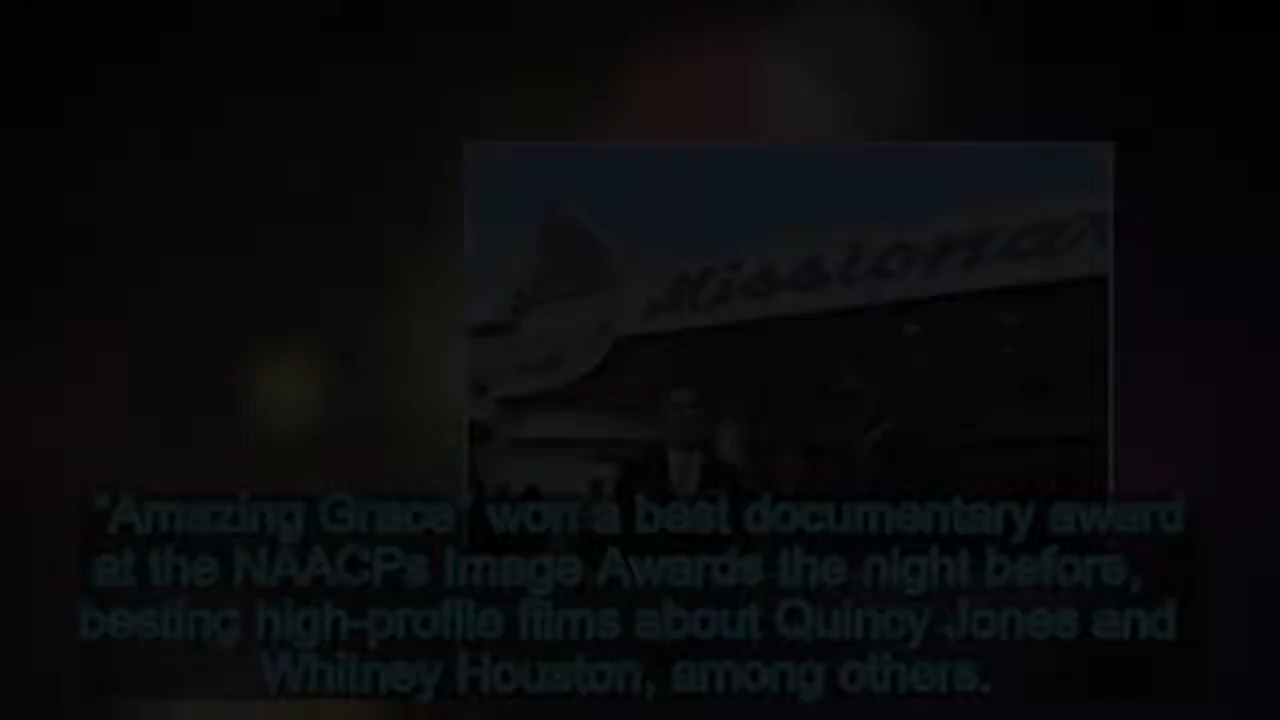 Missiona
"Amazing Grace" won a best documentary award
at the NAACPs Image Awards the night before,
besting high-profile films about Quincy Jones and
Whitney Houston, among others.